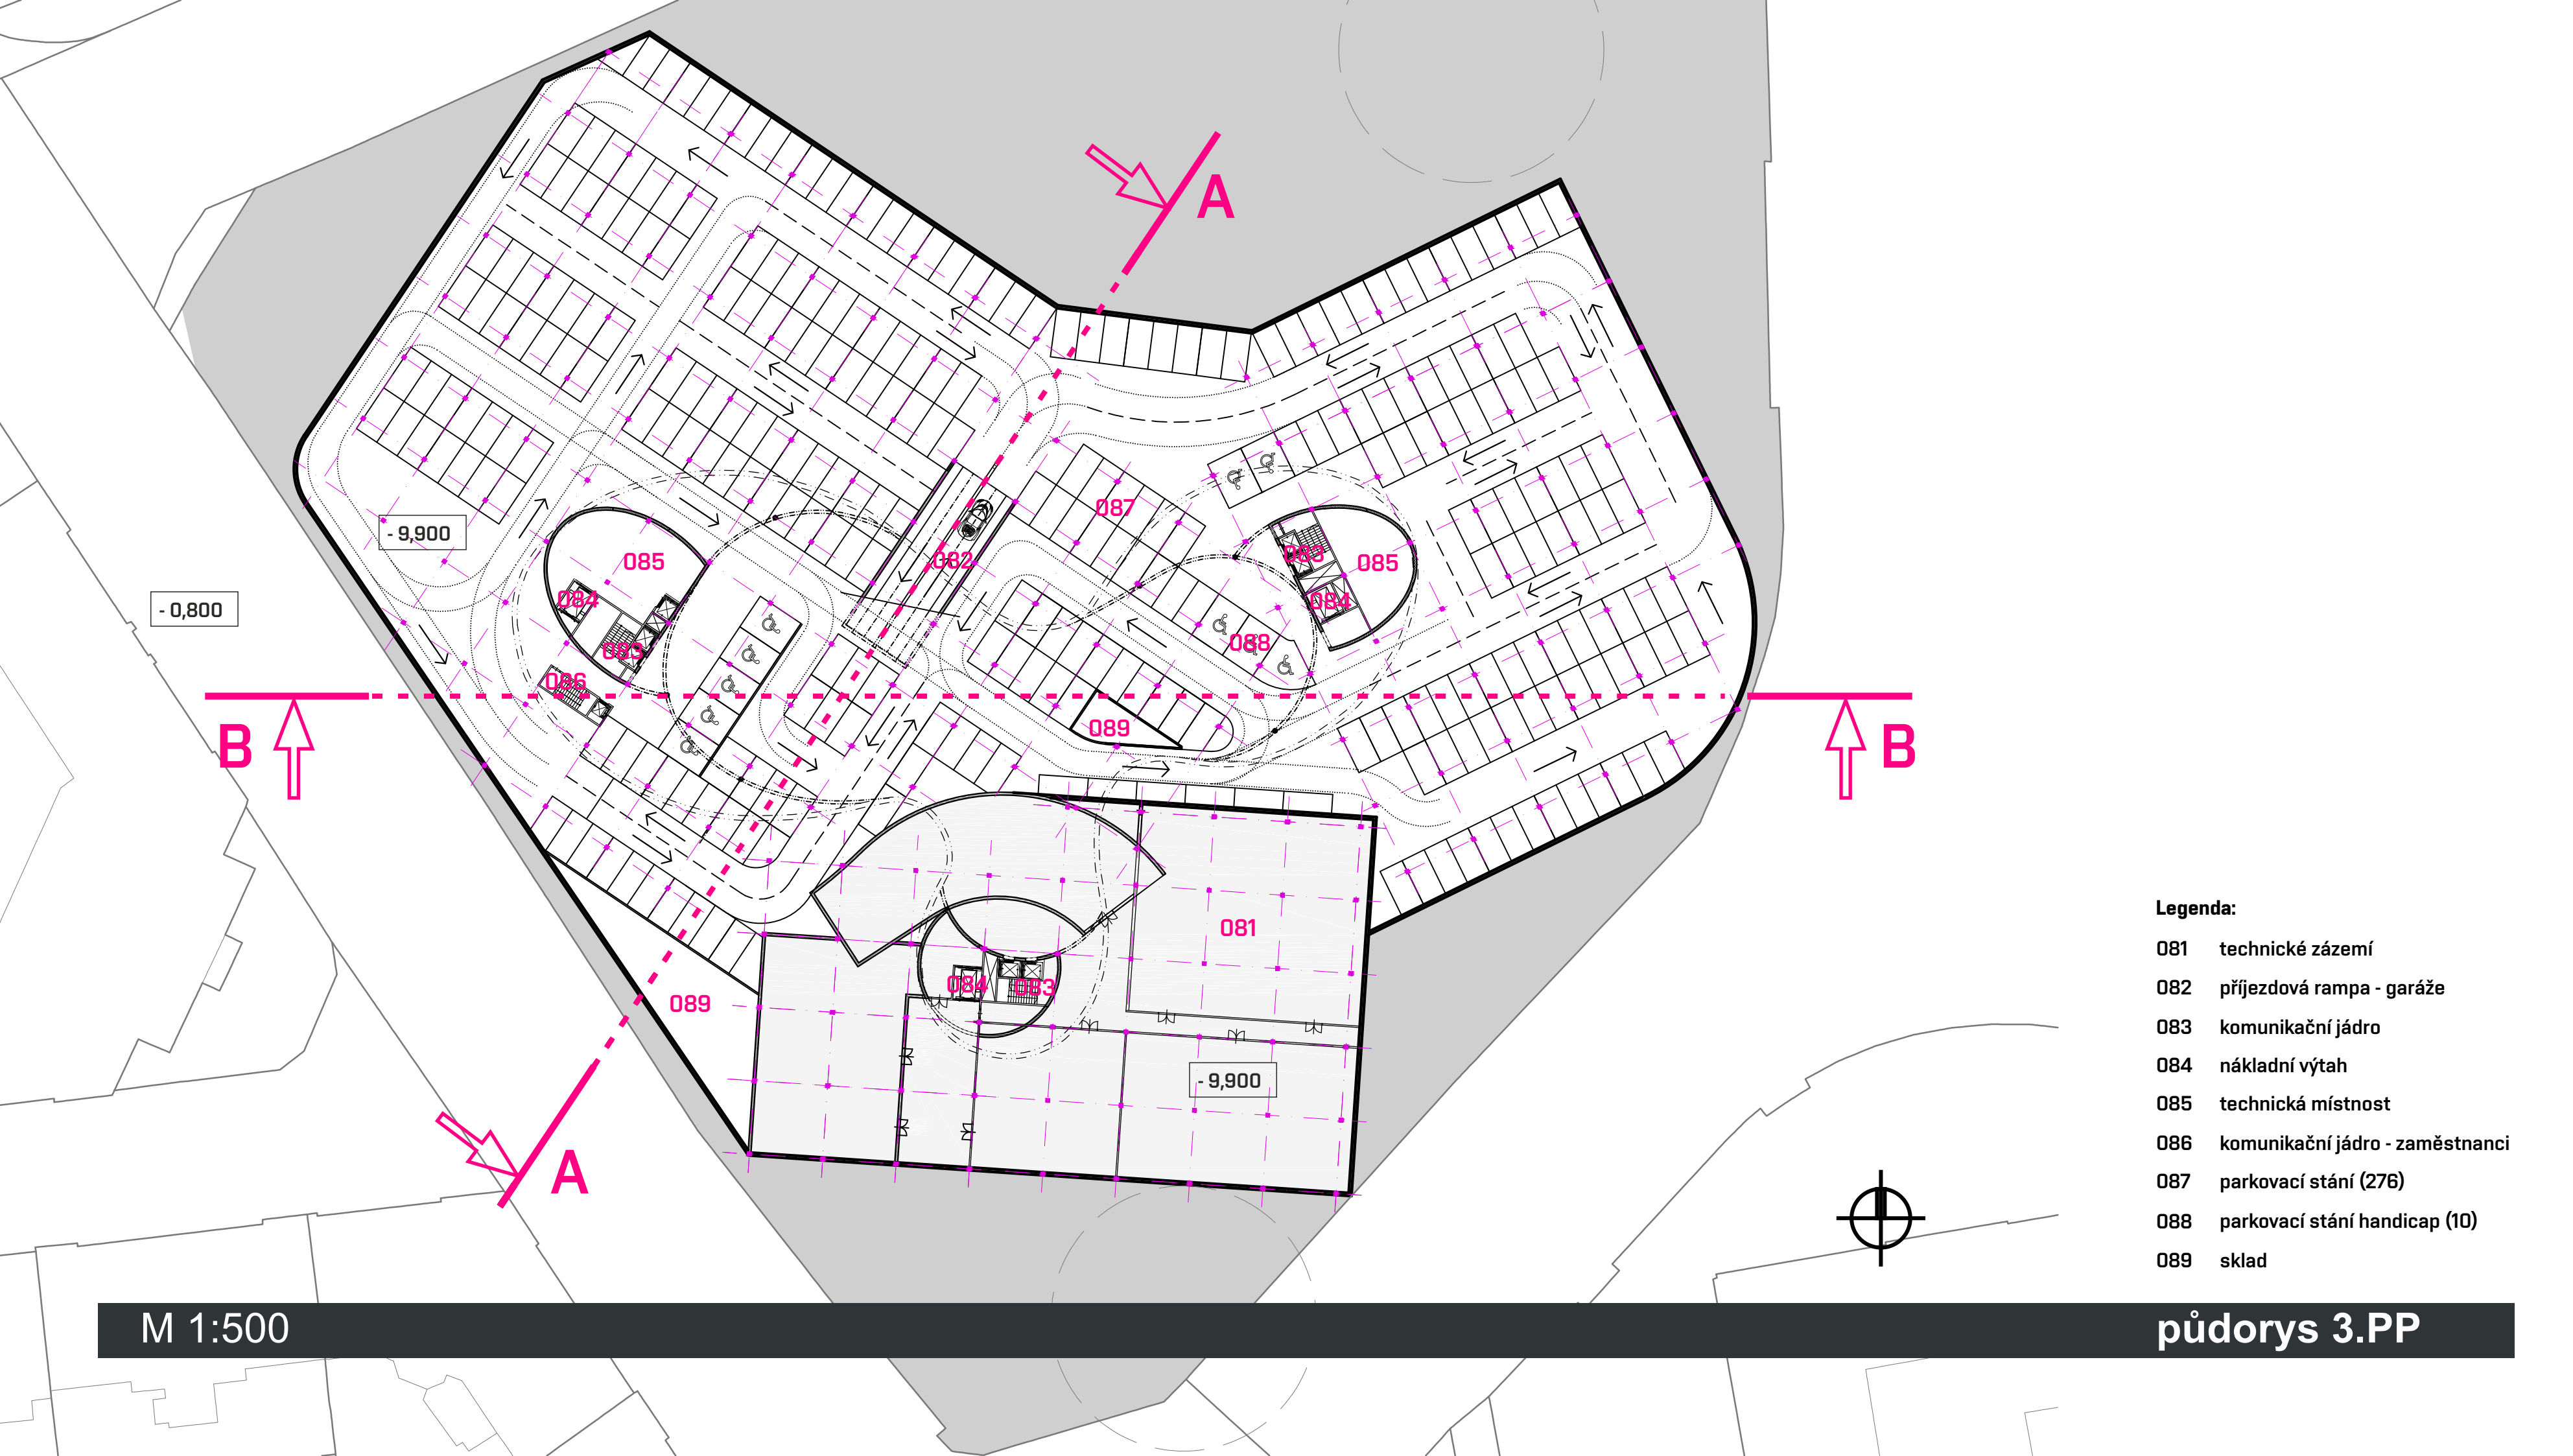 A
087
082
085
083
085
084
084
083
088
086
- 9,900
- 0,800
B
B
089
081
084
083
089
- 9,900
A
Legenda:
081 technické zázemí
082 příjezdová rampa - garáže
083 komunikační jádro
084 nákladní výtah
085 technická místnost
086 komunikační jádro - zaměstnanci
087 parkovací stání (276)
088 parkovací stání handicap (10)
089 sklad
M 1:500
půdorys 3.PP